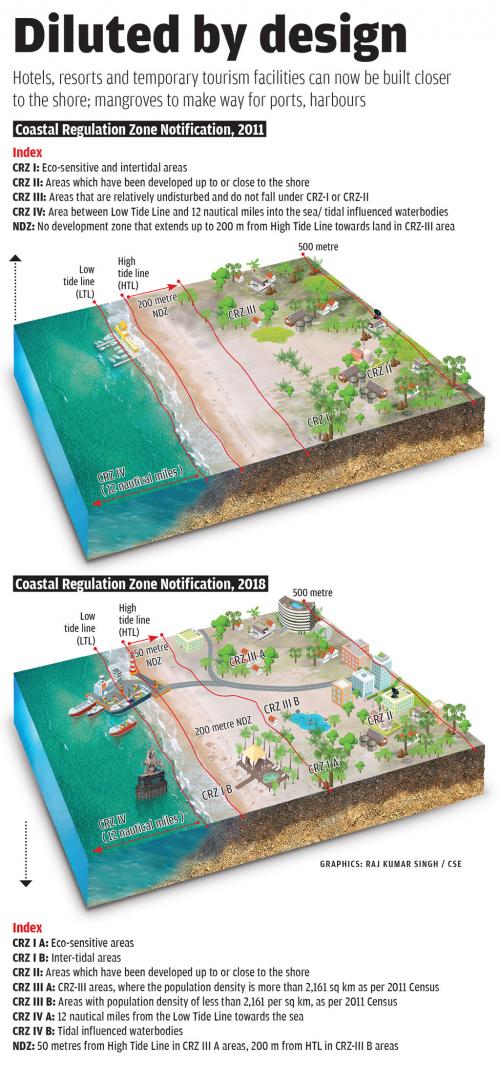 Diluted by design
Hotels, resorts and temporary tourism facilities can now be built closer
to the shore; mangroves to make way for ports, harbours
Coastal Regulation Zone Notification, 2011
Index
CRZ I: Eco-sensitive and intertidal areas
CRZ II: Areas which have been developed up to or close to the shore
CRZ III: Areas that are relatively undisturbed and do not fall under CRZ-I or CRZ-II
CRZ IV: Area between Low Tide Line and 12 nautical miles into the sea/ tidal influenced waterbodies
NDZ: No development zone that extends up to 200 m from High Tide Line towards land in CRZ-III area
500 metre
Low
tide line
(LTL)
High
tide line
(HTL)
200 metre
NDZ
CRZ III
CRZ II
CRZ I
CRZ IV
(12 nautical miles)
Coastal Regulation Zone Notification, 2018
500 metre
Low
tide line
(LTL)
High
tide line
(HTL)
50 metre
NDZ
CRZ III A
CRZ III B
200 metre NDZ
CRZ II
CRZ I A
CRZ I B
CRZ IV
(12 nautical miles)
GRAPHICS: RAJ KUMAR SINGH / CSE
Index
CRZ I A: Eco-sensitive areas
CRZ I B: Inter-tidal areas
CRZ II: Areas which have been developed up to or close to the shore
CRZ III A: CRZ-III areas, where the population density is more than 2,161 sq km as per 2011 Census
CRZ III B: Areas with population density of less than 2,161 per sq km, as per 2011 Census
CRZ IV A: 12 nautical miles from the Low Tide Line towards the sea
CRZ IV B: Tidal influenced waterbodies
NDZ: 50 metres from High Tide Line in CRZ III A areas, 200 m from HTL in CRZ-III B areas